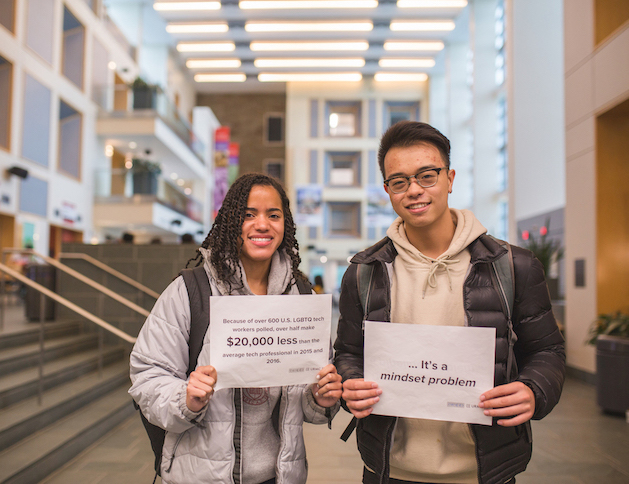 Because of over 600 U.S. LGBTQ tech
workers polled, over half make
$20,000 less than the
average tech professional in 2015 and
2016.
... It's a
mindset problem